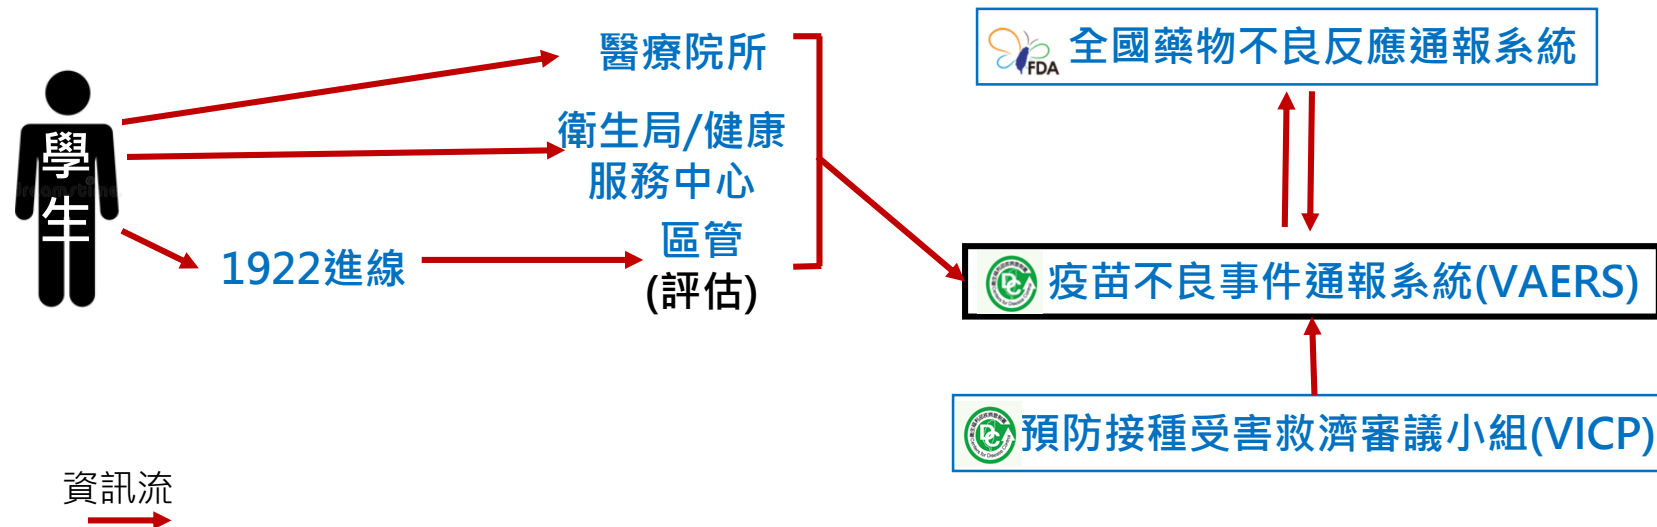 醫療院所
FDA 全國藥物不良反應通報系統
學
生
衛生局/健康
服務中心
1922進線
區管
(評估)
疫苗不良事件通報系統(VAERS)
預防接種受害救濟審議小組(VICP)
資訊流